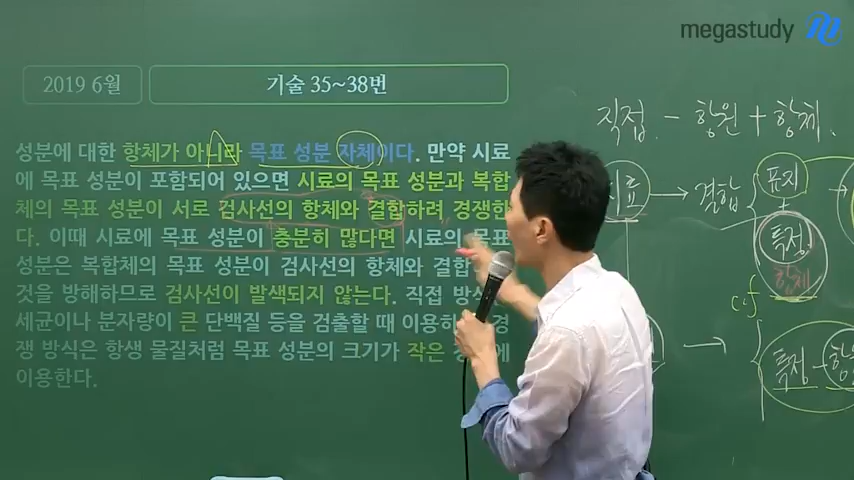 megastudy
2019 6월
기술 35~38번
성분에 대한 항체가 아니라 목표 성분 자체이다. 만약 시료
에 목표 성분이 포함되어 있으면 시료의 목표 성분과 복합
체의 목표 성분이 서로 검사선의 항체와 결합하려 경쟁한
다. 이때 시료에 목표 성분이 충분히 많다면 시료의 목표
성분은 복합체의 목표 성분이 검사선의 항체와 결합
것을 방해하므로 검사선이 발색되지 않는다. 직접 방식
세균이나 분자량이 큰 단백질 등을 검출할 때 이용하 경
쟁 방식은 항생 물질처럼 목표 성분의 크기가 작은 에
이용한다.
직접 - 항원 + 항체.
시료 → 결합 표지
+
특정
항체
→ 특정 -